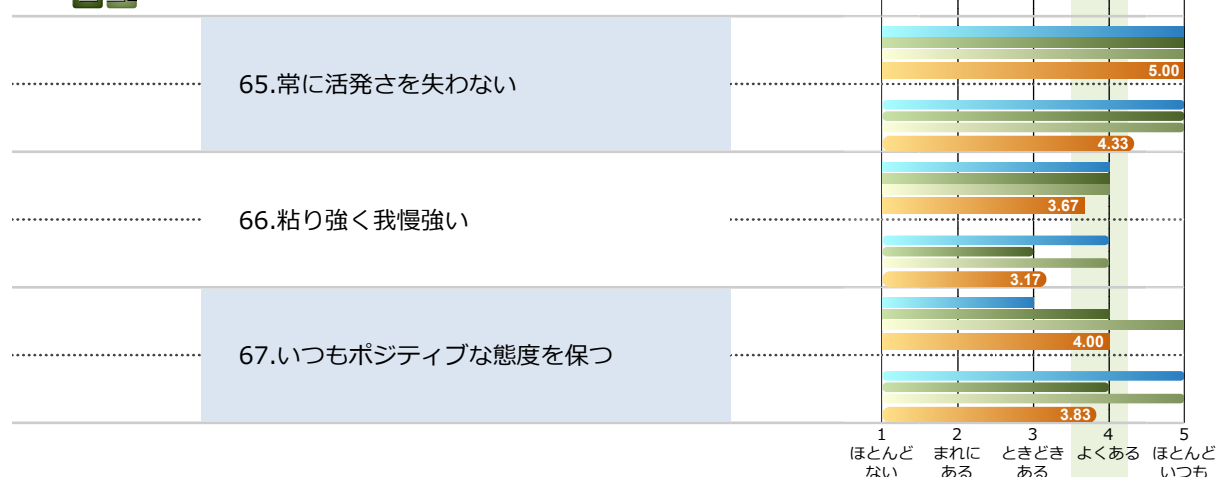 65.常に活発さを失わない
5.00
4.33
66.粘り強く我慢強い
3.67
3.17
67.いつもポジティブな態度を保つ
4.00
3.83
1 2 3 4 5
ほとんど まれに ときどき よくある ほとんど
ない ある ある いつも